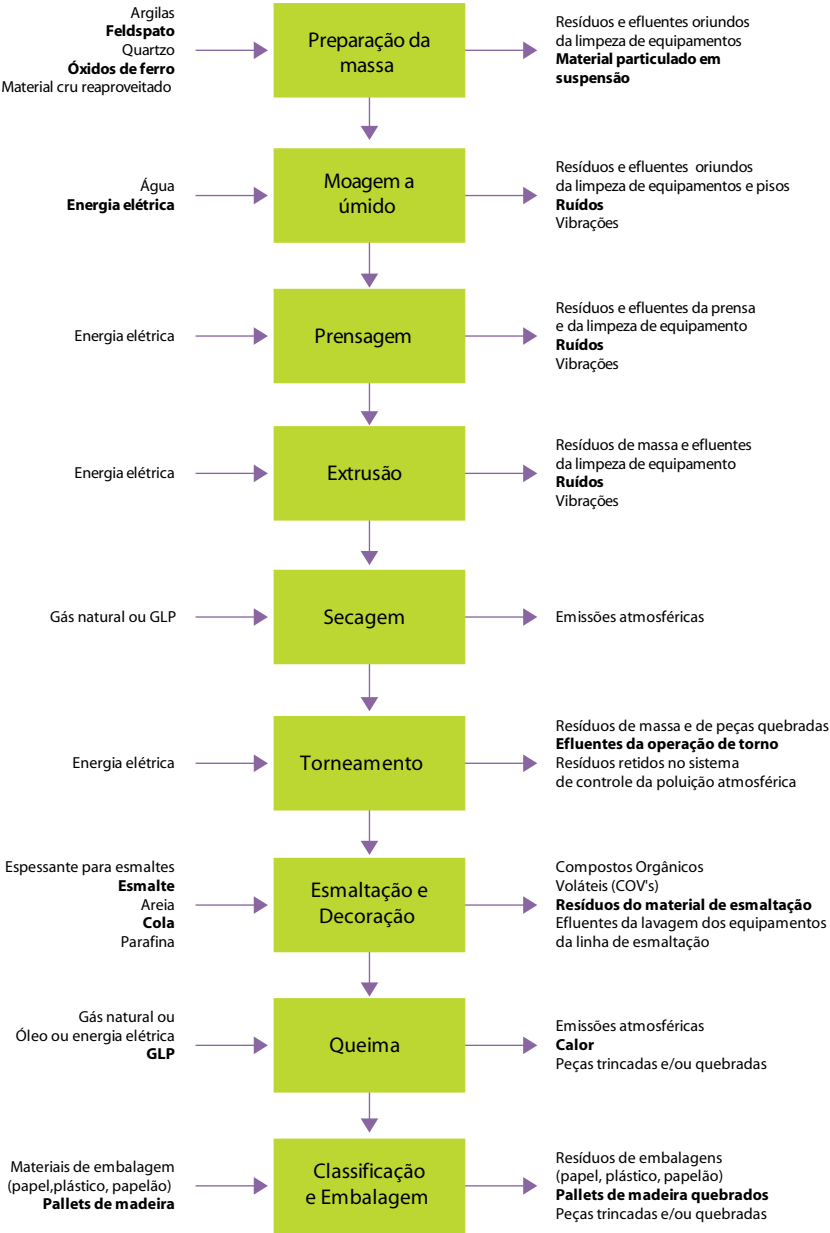 Argilas
Feldspato
Quartzo
Óxidos de ferro
Material cru reaproveitado
Preparação da
massa
Resíduos e efluentes oriundos
da limpeza de equipamentos
Material particulado em
suspensão
Água
Energia elétrica
Moagem a
úmido
Resíduos e efluentes oriundos
da limpeza de equipamentos e pisos
Ruídos
Vibrações
Energia elétrica
Prensagem
Resíduos e efluentes da prensa
e da limpeza de equipamento
Ruídos
Vibrações
Energia elétrica
Extrusão
Resíduos de massa e efluentes
da limpeza de equipamento
Ruídos
Vibrações
Gás natural ou GLP
Secagem
Emissões atmosféricas
Energia elétrica
Torneamento
Resíduos de massa e de peças quebradas
Efluentes da operação de torno
Resíduos retidos no sistema
de controle da poluição atmosférica
Espessante para esmaltes
Esmalte
Areia
Cola
Parafina
Esmaltação e
Decoração
Compostos Orgânicos
Voláteis (COV's)
Resíduos do material de esmaltação
Efluentes da lavagem dos equipamentos
da linha de esmaltação
Gás natural ou
Óleo ou energia elétrica
GLP
Queima
Emissões atmosféricas
Calor
Peças trincadas e/ou quebradas
Materiais de embalagem
(papel,plástico, papelão)
Pallets de madeira
Classificação
e Embalagem
Resíduos de embalagens
(papel, plástico, papelão)
Pallets de madeira quebrados
Peças trincadas e/ou quebradas